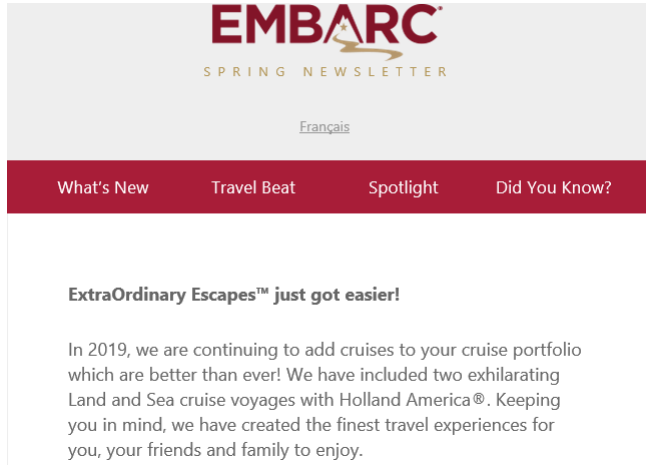 EMBARC
SPRING NEWSLETTER
Français
What's New Travel Beat Spotlight Did You Know?
ExtraOrdinary Escapes™ just got easier!
In 2019, we are continuing to add cruises to your cruise portfolio
which are better than ever! We have included two exhilarating
Land and Sea cruise voyages with Holland America®. Keeping
you in mind, we have created the finest travel experiences for
you, your friends and family to enjoy.